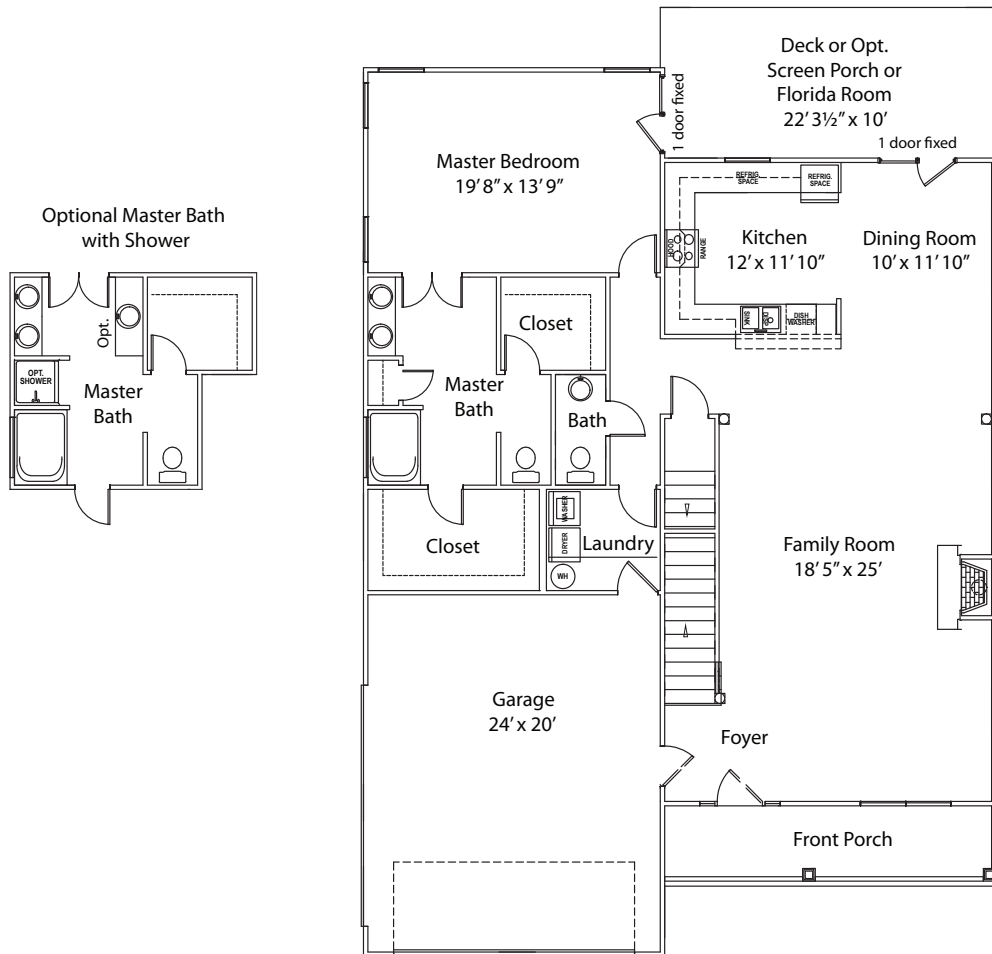 Deck or Opt.
Screen Porch or
Florida Room
22’ 3½” x 10’
1 door fixed
1 door fixed
Master Bedroom
19’ 8” x 13’ 9”
REFRIG.
SPACE
REFRIG.
SPACE
HOOD
RANGE
Kitchen
12’ x 11’ 10”
Dining Room
10’ x 11’ 10”
SINK
DISP
DISH
WASHER
Optional Master Bath
with Shower
Opt.
OPT.
SHOWER
Master
Bath
Closet
Master
Bath
Bath
Closet
WASHER
DRYER
WH
Laundry
Family Room
18’ 5” x 25’
Garage
24’ x 20’
Foyer
Front Porch